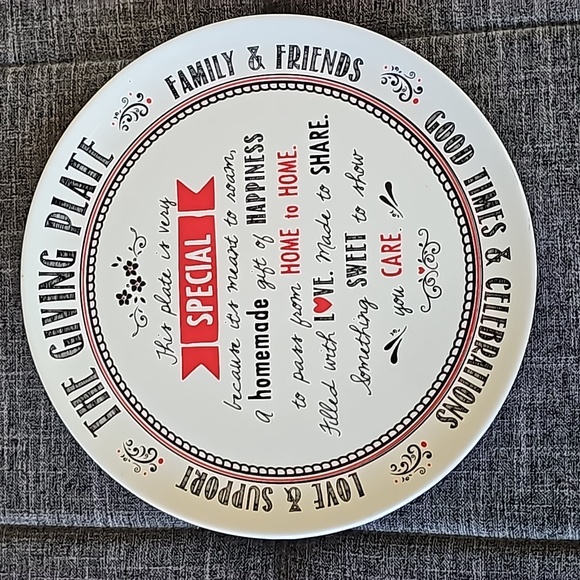 THE GIVING PLATE
FAMILY & FRIENDS
GOOD TIMES & CELEBRATIONS
LOVE & SUPPORT
This plate is very
SPECIAL
because it's meant to roam,
A homemade gift of HAPPINESS
to pass from HOME to HOME.
Filled with LOVE. Made to SHARE.
Something SWEET to show
you CARE.